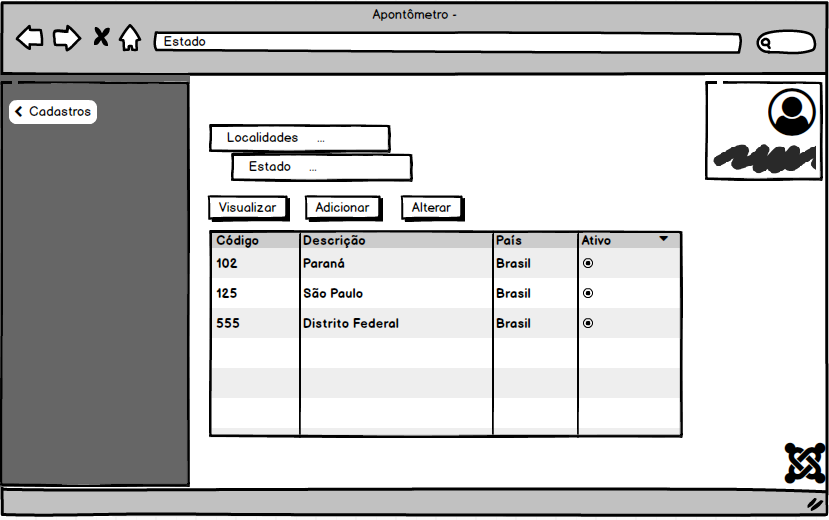 Apontômetro -
Estado
Cadastros
Localidades ...
Estado ...
Visualizar Adicionar Alterar
Código Descrição País Ativo
102 Paraná Brasil
125 São Paulo Brasil
555 Distrito Federal Brasil